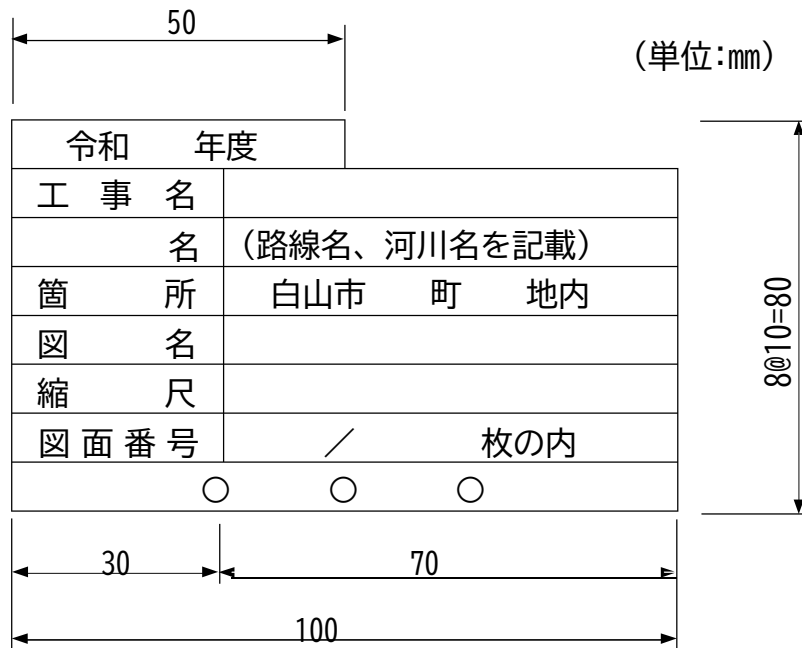 50
(単位:㎜)
令和 年度
工 事 名
名 (路線名、河川名を記載)
箇 所 白山市 町 地内
図 名
縮 尺
図 面 番 号 / 枚の内
○ ○ ○
8@10=80
30 70
100